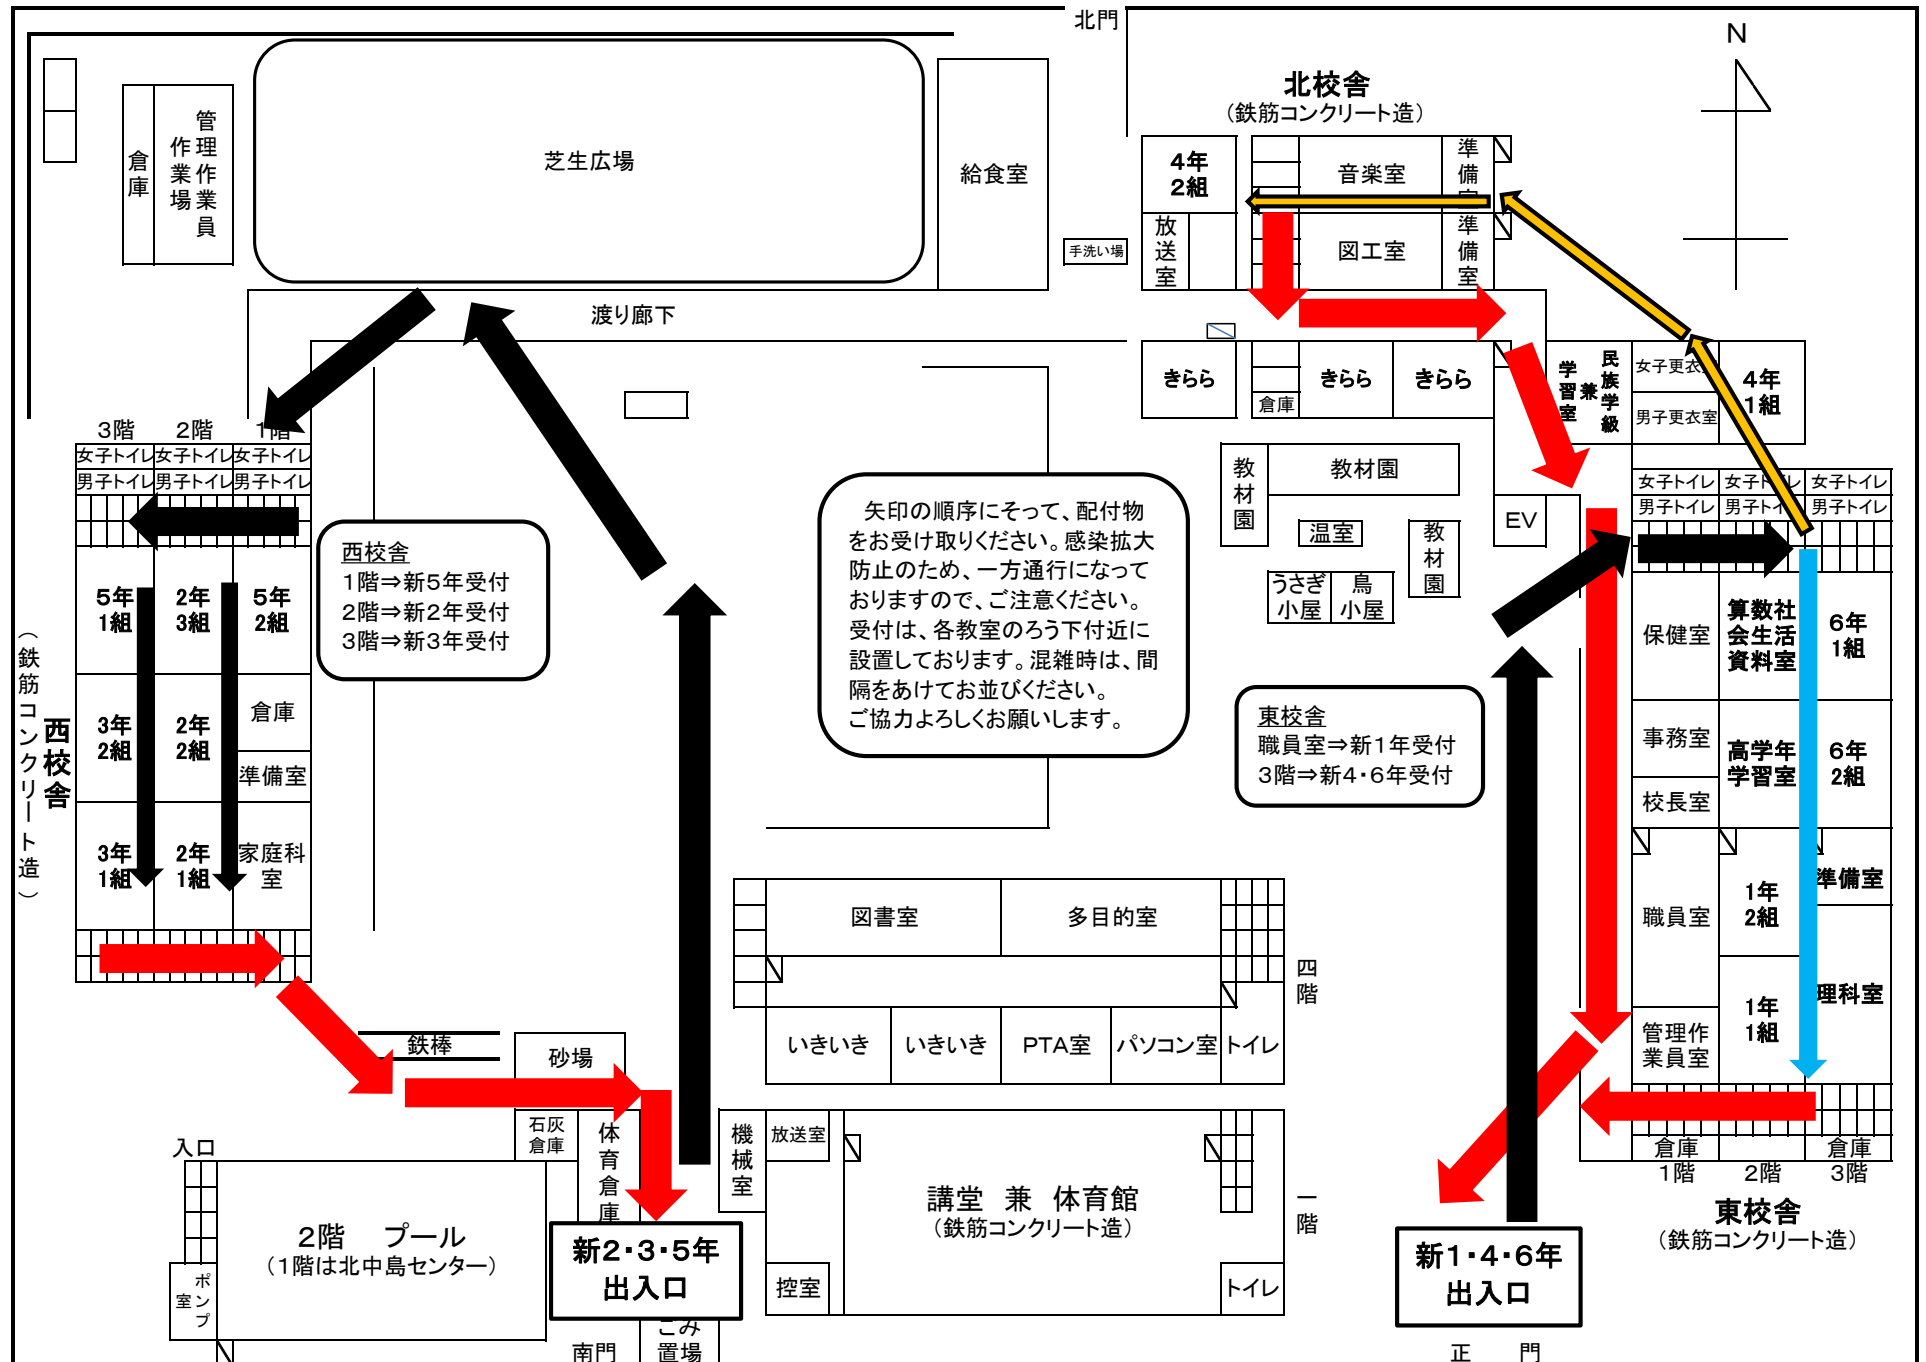 北門
N
北校舎
(鉄筋コンクリート造)
倉庫
管理作業員
作業場
芝生広場
給食室
手洗い場
4年
2組
放送室
音楽室
準備室
図工室
準備室
渡り廊下
きらら
倉庫
きらら
きらら
民族学級
兼
学習室
女子更衣室
男子更衣室
4年
1組
3階
2階
1階
女子トイレ
女子トイレ
女子トイレ
男子トイレ
男子トイレ
男子トイレ
西校舎
1階⇒新5年受付
2階⇒新2年受付
3階⇒新3年受付
矢印の順序にそって、配付物
をお受け取りください。感染拡大
防止のため、一方通行になって
おりますので、ご注意ください。
受付は、各教室のろう下付近に
設置しております。混雑時は、間
隔をあけてお並びください。
ご協力よろしくお願いします。
教材園
教材園
温室
教材園
うさぎ
小屋
鳥
小屋
EV
女子トイレ
女子トイレ
女子トイレ
男子トイレ
男子トイレ
男子トイレ
5年
1組
2年
3組
5年
2組
3年
2組
2年
2組
倉庫
準備室
3年
1組
2年
1組
家庭科
室
西校舎
(鉄筋コンクリート造)
東校舎
職員室⇒新1年受付
3階⇒新4・6年受付
保健室
算数社
会生活
資料室
6年
1組
事務室
高学年
学習室
6年
2組
校長室
職員室
1年
2組
準備室
理科室
管理作
業員室
1年
1組
倉庫
倉庫
1階
2階
3階
東校舎
(鉄筋コンクリート造)
図書室
多目的室
四階
いきいき
いきいき
PTA室
パソコン室
トイレ
鉄棒
砂場
石灰
倉庫
体育倉庫
機械室
放送室
講堂 兼 体育館
(鉄筋コンクリート造)
一階
控室
トイレ
入口
2階 プール
(1階は北中島センター)
ポンプ
室
新2・3・5年
出入口
新1・4・6年
出入口
ごみ
置場
南門
正 門